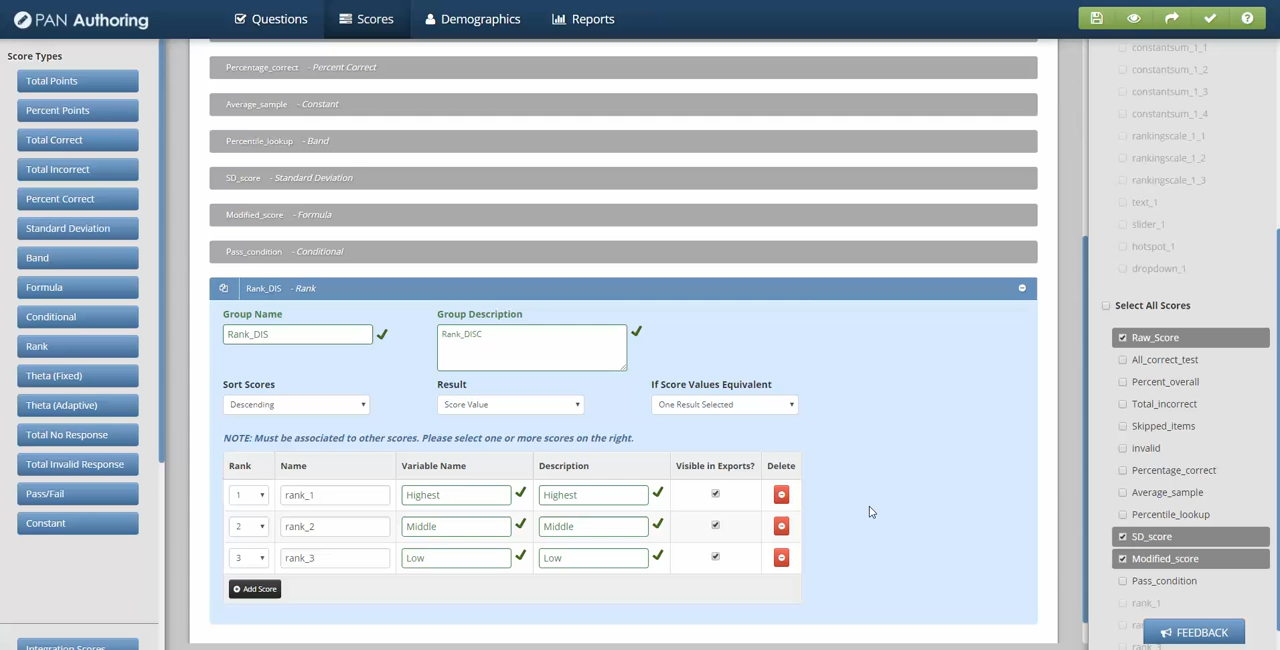 PAN Authoring
Questions
Scores
Demographics
Reports
Score Types
Total Points
Percent Points
Total Correct
Total Incorrect
Percent Correct
Standard Deviation
Band
Formula
Conditional
Rank
Theta (Fixed)
Theta (Adaptive)
Total No Response
Total Invalid Response
Pass/Fail
Constant
Integration Scores
Percentage_correct - Percent Correct
Average_sample - Constant
Percentile_lookup - Band
SD_score - Standard Deviation
Modified_score - Formula
Pass_condition - Conditional
Rank_DIS - Rank
Group Name
Group Description
Rank_DIS
Rank_DISC
Sort Scores
Result
If Score Values Equivalent
Descending
Score Value
One Result Selected
NOTE: Must be associated to other scores. Please select one or more scores on the right.
Rank Name Variable Name Description Visible in Exports? Delete
1 rank_1 Highest Highest
2 rank_2 Middle Middle
3 rank_3 Low Low
Add Score
constantsum_1_1
constantsum_1_2
constantsum_1_3
constantsum_1_4
rankingscale_1_1
rankingscale_1_2
rankingscale_1_3
text_1
slider_1
hotspot_1
dropdown_1
Select All Scores
Raw_Score
All_correct_test
Percent_overall
Total_incorrect
Skipped_items
invalid
Percentage_correct
Average_sample
Percentile_lookup
SD_score
Modified_score
Pass_condition
rank_1
rank_3
FEEDBACK